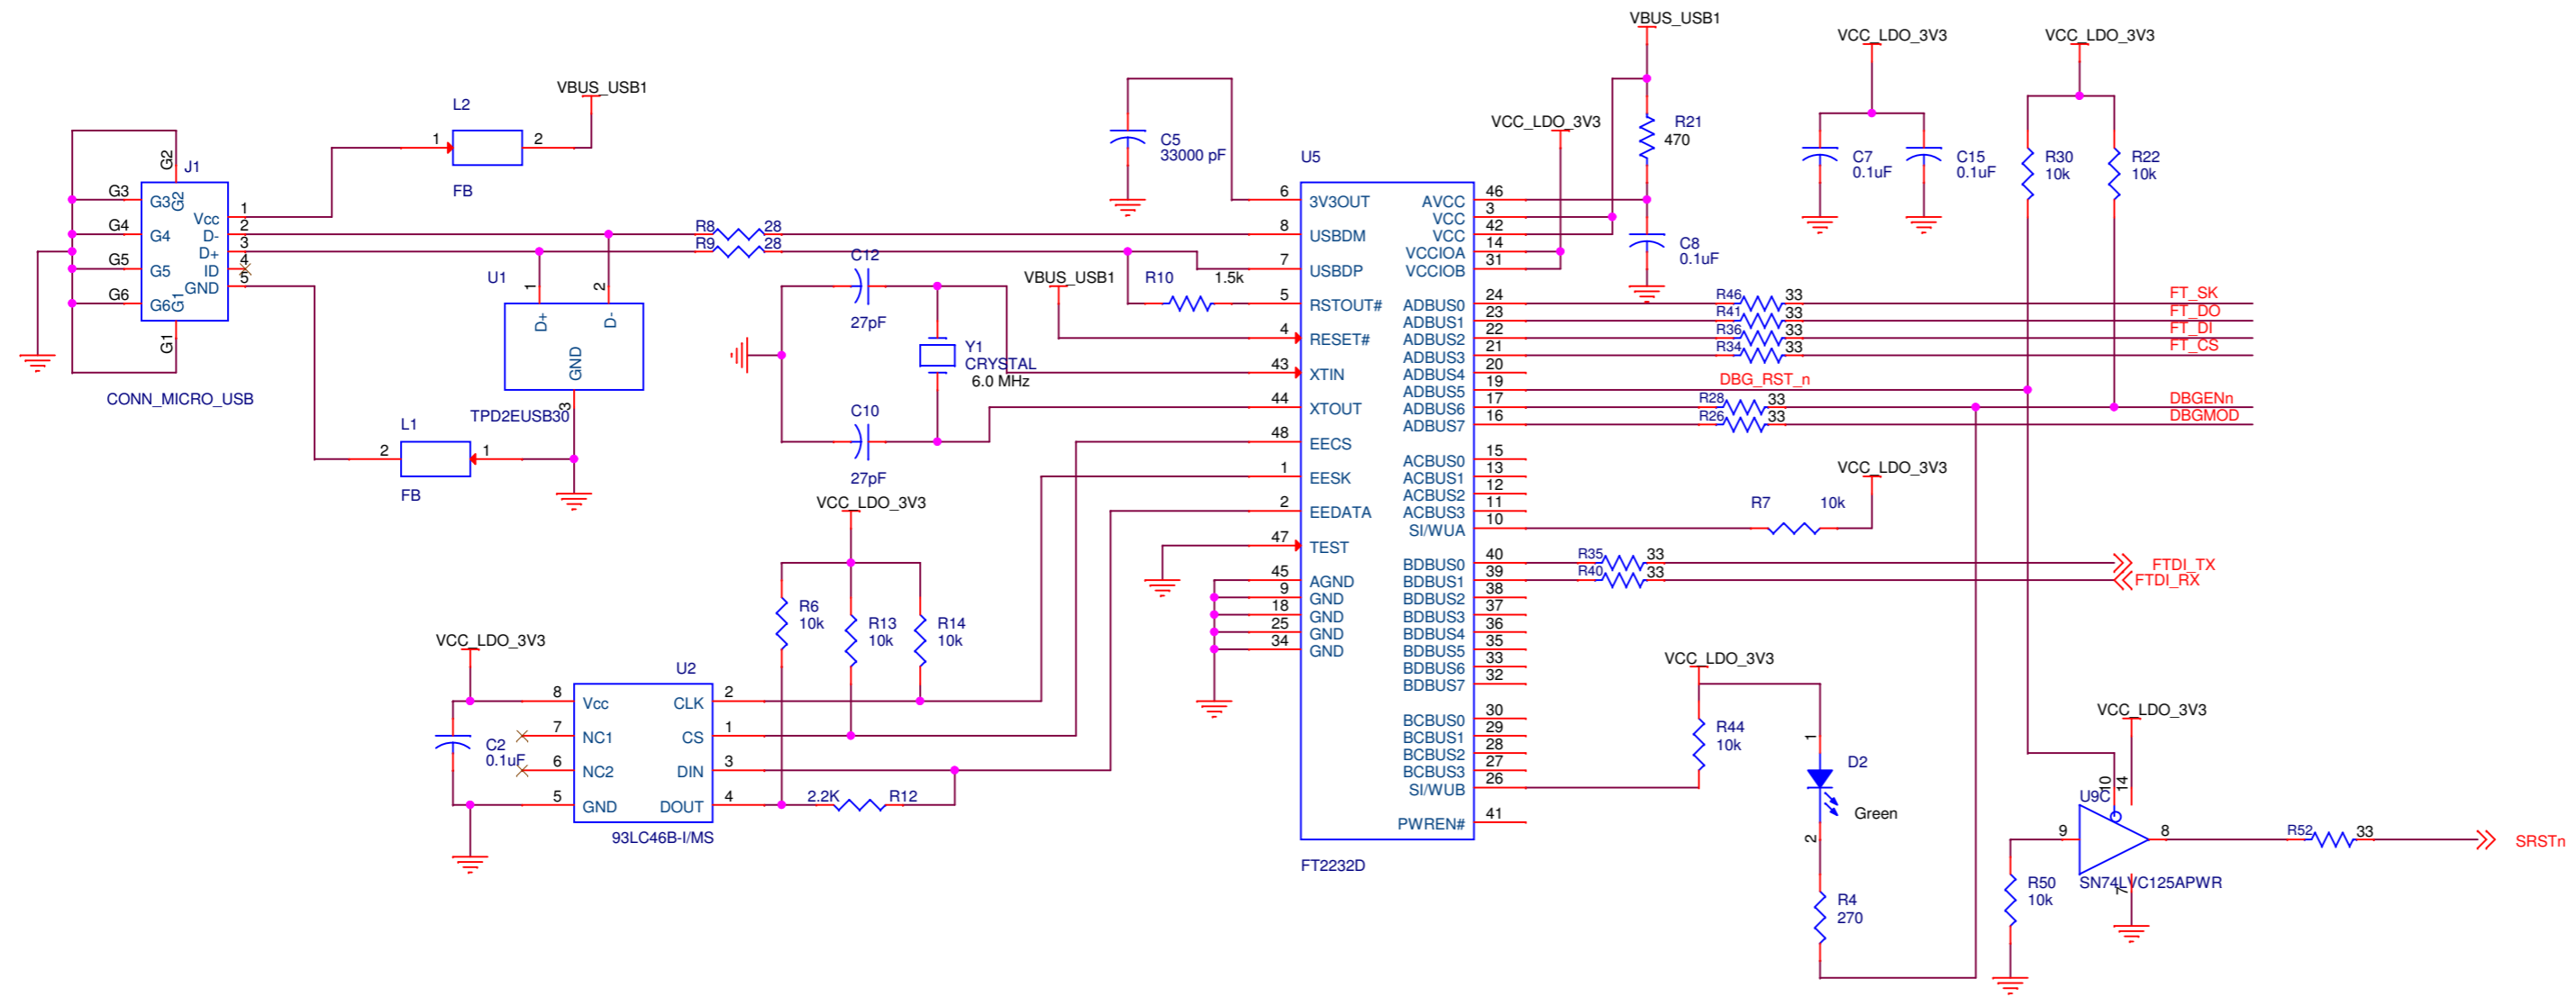 VBUS_USB1
VCC_LDO_3V3
VCC_LDO_3V3
L2
VBUS_USB1
1
2
FB
J1
G2
G3
G4
G5
G6
G1
G3
G2
G4
G5
G6
G1
Vcc
D-
D+
ID
GND
1
2
3
4
5
CONN_MICRO_USB
R8
28
R9
28
U1
1
2
D+
D-
GND
3
TPD2EUSB30
L1
2
1
FB
C5
33000 pF
C12
27pF
Y1
CRYSTAL
6.0 MHz
C10
27pF
VBUS_USB1
R10
1.5k
VCC_LDO_3V3
R6
10k
R13
10k
R14
10k
VCC_LDO_3V3
C2
0.1uF
U2
8
Vcc
CLK
2
7
NC1
CS
1
6
NC2
DIN
3
5
GND
DOUT
4
93LC46B-I/MS
2.2K
R12
U5
6
3V3OUT
8
USBDM
7
USBDP
5
RSTOUT#
4
RESET#
43
XTIN
44
XTOUT
48
EECS
1
EESK
2
EEDATA
47
TEST
45
AGND
9
GND
18
GND
25
GND
34
GND
AVCC
46
VCC
3
VCC
42
VCCIOA
14
VCCIOB
31
ADBUS0
24
ADBUS1
23
ADBUS2
22
ADBUS3
21
ADBUS4
20
ADBUS5
19
ADBUS6
17
ADBUS7
16
ACBUS0
15
ACBUS1
13
ACBUS2
12
ACBUS3
11
SI/WUA
10
BDBUS0
40
BDBUS1
39
BDBUS2
38
BDBUS3
37
BDBUS4
36
BDBUS5
35
BDBUS6
33
BDBUS7
32
BCBUS0
30
BCBUS1
29
BCBUS2
28
BCBUS3
27
SI/WUB
26
PWREN#
41
FT2232D
VCC_LDO_3V3
R21
470
C8
0.1uF
C7
0.1uF
C15
0.1uF
R30
10k
R22
10k
R46
33
FT_SK
R41
33
FT_DO
R36
33
FT_DI
R34
33
FT_CS
DBG_RST_n
R28
33
DBGENn
R26
33
DBGMOD
VCC_LDO_3V3
R7
10k
R35
33
FTDI_TX
R40
33
FTDI_RX
VCC_LDO_3V3
R44
10k
1
D2
Green
2
R4
270
VCC_LDO_3V3
10
14
U9C
9
8
7
SN74LVC125APWR
R50
10k
R52
33
SRSTn